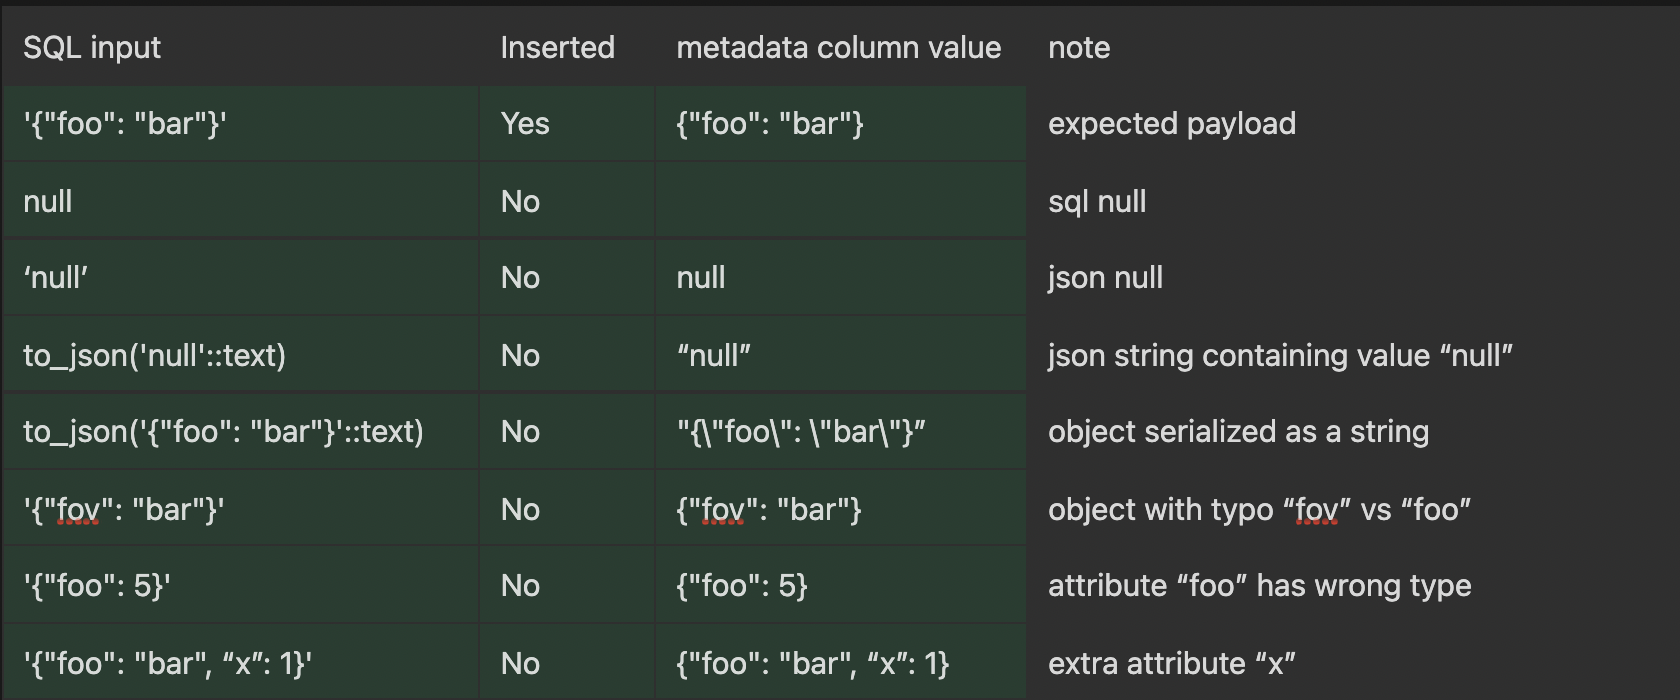 SQL input Inserted metadata column value note
'{"foo": "bar"}' Yes {"foo": "bar"} expected payload
null No sql null
‘null’ No null json null
to_json('null'::text) No “null” json string containing value “null”
to_json('{"foo": "bar"}'::text) No "{\"foo\": \"bar\"}” object serialized as a string
'{"fov": "bar"}' No {"fov": "bar"} object with typo “fov” vs “foo”
'{"foo": 5}' No {"foo": 5} attribute “foo” has wrong type
'{"foo": "bar", “x”: 1}' No {"foo": "bar", “x”: 1} extra attribute “x”